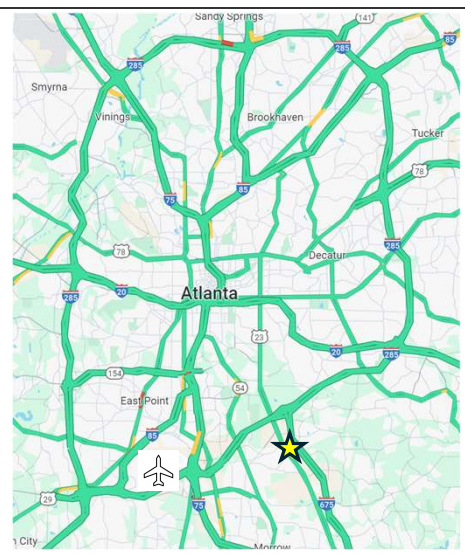 Sandy Springs
141
85
285
285
Smyrna
Vinings
Brookhaven
Tucker
78
75
85
78
Decatur
285
20
285
Atlanta
23
20
285
154
54
East Point
85
29
75
675
n City
Morrow